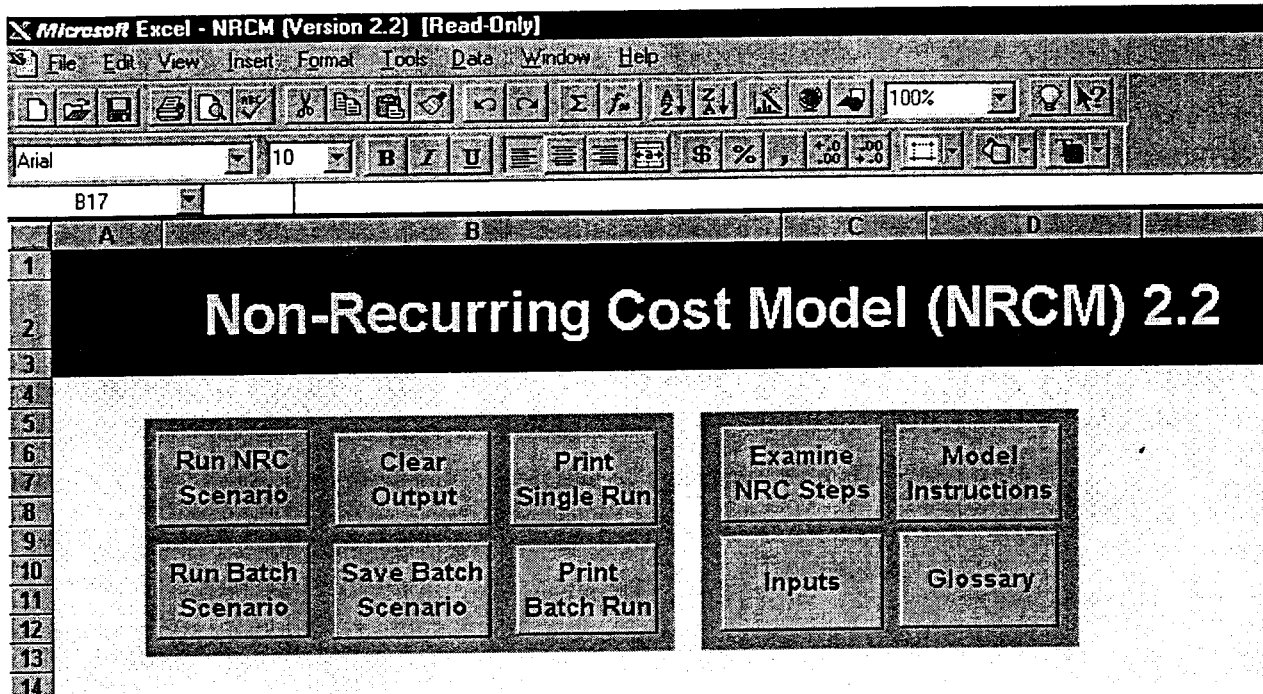 Microsoft Excel - NRCM (Version 2.2) [Read-Only]
File Edit View Insert Format Tools Data Window Help
100%
Arial 10 B I U $ % ,
B17
A B C D
1
2 Non-Recurring Cost Model (NRCM) 2.2
3
4
5
6
7
8
9
10
11
12
13
14
Run NRC
Scenario
Clear
Output
Print
Single Run
Run Batch
Scenario
Save Batch
Scenario
Print
Batch Run
Examine
NRC Steps
Model
Instructions
Inputs
Glossary